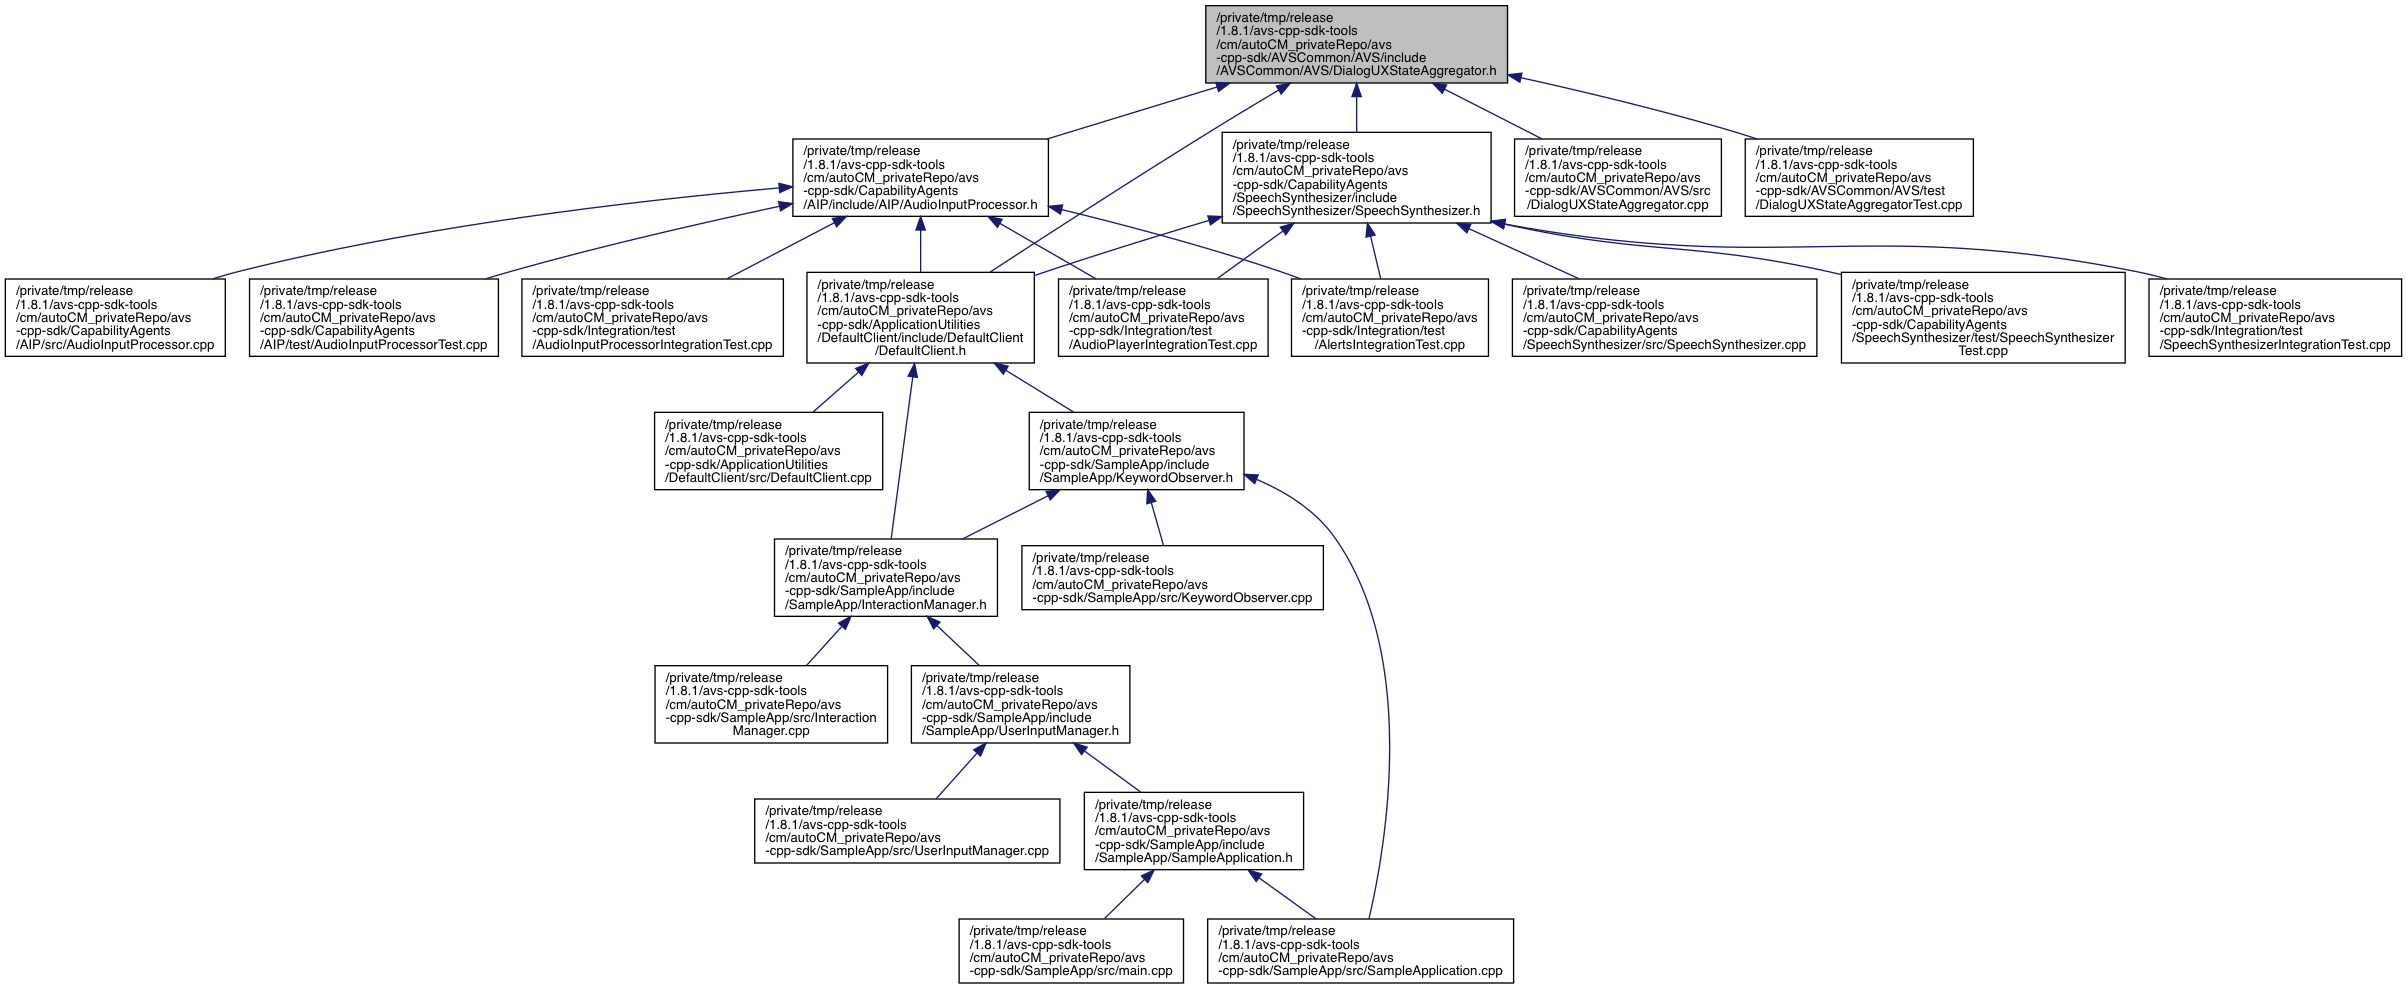 /private/tmp/release
/1.8.1/avs-cpp-sdk-tools
/cm/autoCM_privateRepo/avs
-cpp-sdk/AVSCommon/AVS/include
/AVSCommon/AVS/DialogUXStateAggregator.h
/private/tmp/release
/1.8.1/avs-cpp-sdk-tools
/cm/autoCM_privateRepo/avs
-cpp-sdk/CapabilityAgents
/AIP/include/AIP/AudioInputProcessor.h
/private/tmp/release
/1.8.1/avs-cpp-sdk-tools
/cm/autoCM_privateRepo/avs
-cpp-sdk/CapabilityAgents
/SpeechSynthesizer/include
/SpeechSynthesizer/SpeechSynthesizer.h
/private/tmp/release
/1.8.1/avs-cpp-sdk-tools
/cm/autoCM_privateRepo/avs
-cpp-sdk/AVSCommon/AVS/src
/DialogUXStateAggregator.cpp
/private/tmp/release
/1.8.1/avs-cpp-sdk-tools
/cm/autoCM_privateRepo/avs
-cpp-sdk/AVSCommon/AVS/test
/DialogUXStateAggregatorTest.cpp
/private/tmp/release
/1.8.1/avs-cpp-sdk-tools
/cm/autoCM_privateRepo/avs
-cpp-sdk/CapabilityAgents
/AIP/src/AudioInputProcessor.cpp
/private/tmp/release
/1.8.1/avs-cpp-sdk-tools
/cm/autoCM_privateRepo/avs
-cpp-sdk/CapabilityAgents
/AIP/test/AudioInputProcessorTest.cpp
/private/tmp/release
/1.8.1/avs-cpp-sdk-tools
/cm/autoCM_privateRepo/avs
-cpp-sdk/Integration/test
/AudioInputProcessorIntegrationTest.cpp
/private/tmp/release
/1.8.1/avs-cpp-sdk-tools
/cm/autoCM_privateRepo/avs
-cpp-sdk/ApplicationUtilities
/DefaultClient/include/DefaultClient
/DefaultClient.h
/private/tmp/release
/1.8.1/avs-cpp-sdk-tools
/cm/autoCM_privateRepo/avs
-cpp-sdk/Integration/test
/AudioPlayerIntegrationTest.cpp
/private/tmp/release
/1.8.1/avs-cpp-sdk-tools
/cm/autoCM_privateRepo/avs
-cpp-sdk/Integration/test
/AlertsIntegrationTest.cpp
/private/tmp/release
/1.8.1/avs-cpp-sdk-tools
/cm/autoCM_privateRepo/avs
-cpp-sdk/CapabilityAgents
/SpeechSynthesizer/src/SpeechSynthesizer.cpp
/private/tmp/release
/1.8.1/avs-cpp-sdk-tools
/cm/autoCM_privateRepo/avs
-cpp-sdk/CapabilityAgents
/SpeechSynthesizer/test/SpeechSynthesizer
Test.cpp
/private/tmp/release
/1.8.1/avs-cpp-sdk-tools
/cm/autoCM_privateRepo/avs
-cpp-sdk/Integration/test
/SpeechSynthesizerIntegrationTest.cpp
/private/tmp/release
/1.8.1/avs-cpp-sdk-tools
/cm/autoCM_privateRepo/avs
-cpp-sdk/ApplicationUtilities
/DefaultClient/src/DefaultClient.cpp
/private/tmp/release
/1.8.1/avs-cpp-sdk-tools
/cm/autoCM_privateRepo/avs
-cpp-sdk/SampleApp/include
/SampleApp/KeywordObserver.h
/private/tmp/release
/1.8.1/avs-cpp-sdk-tools
/cm/autoCM_privateRepo/avs
-cpp-sdk/SampleApp/include
/SampleApp/InteractionManager.h
/private/tmp/release
/1.8.1/avs-cpp-sdk-tools
/cm/autoCM_privateRepo/avs
-cpp-sdk/SampleApp/src/KeywordObserver.cpp
/private/tmp/release
/1.8.1/avs-cpp-sdk-tools
/cm/autoCM_privateRepo/avs
-cpp-sdk/SampleApp/src/Interaction
Manager.cpp
/private/tmp/release
/1.8.1/avs-cpp-sdk-tools
/cm/autoCM_privateRepo/avs
-cpp-sdk/SampleApp/include
/SampleApp/UserInputManager.h
/private/tmp/release
/1.8.1/avs-cpp-sdk-tools
/cm/autoCM_privateRepo/avs
-cpp-sdk/SampleApp/src/UserInputManager.cpp
/private/tmp/release
/1.8.1/avs-cpp-sdk-tools
/cm/autoCM_privateRepo/avs
-cpp-sdk/SampleApp/include
/SampleApp/SampleApplication.h
/private/tmp/release
/1.8.1/avs-cpp-sdk-tools
/cm/autoCM_privateRepo/avs
-cpp-sdk/SampleApp/src/main.cpp
/private/tmp/release
/1.8.1/avs-cpp-sdk-tools
/cm/autoCM_privateRepo/avs
-cpp-sdk/SampleApp/src/SampleApplication.cpp